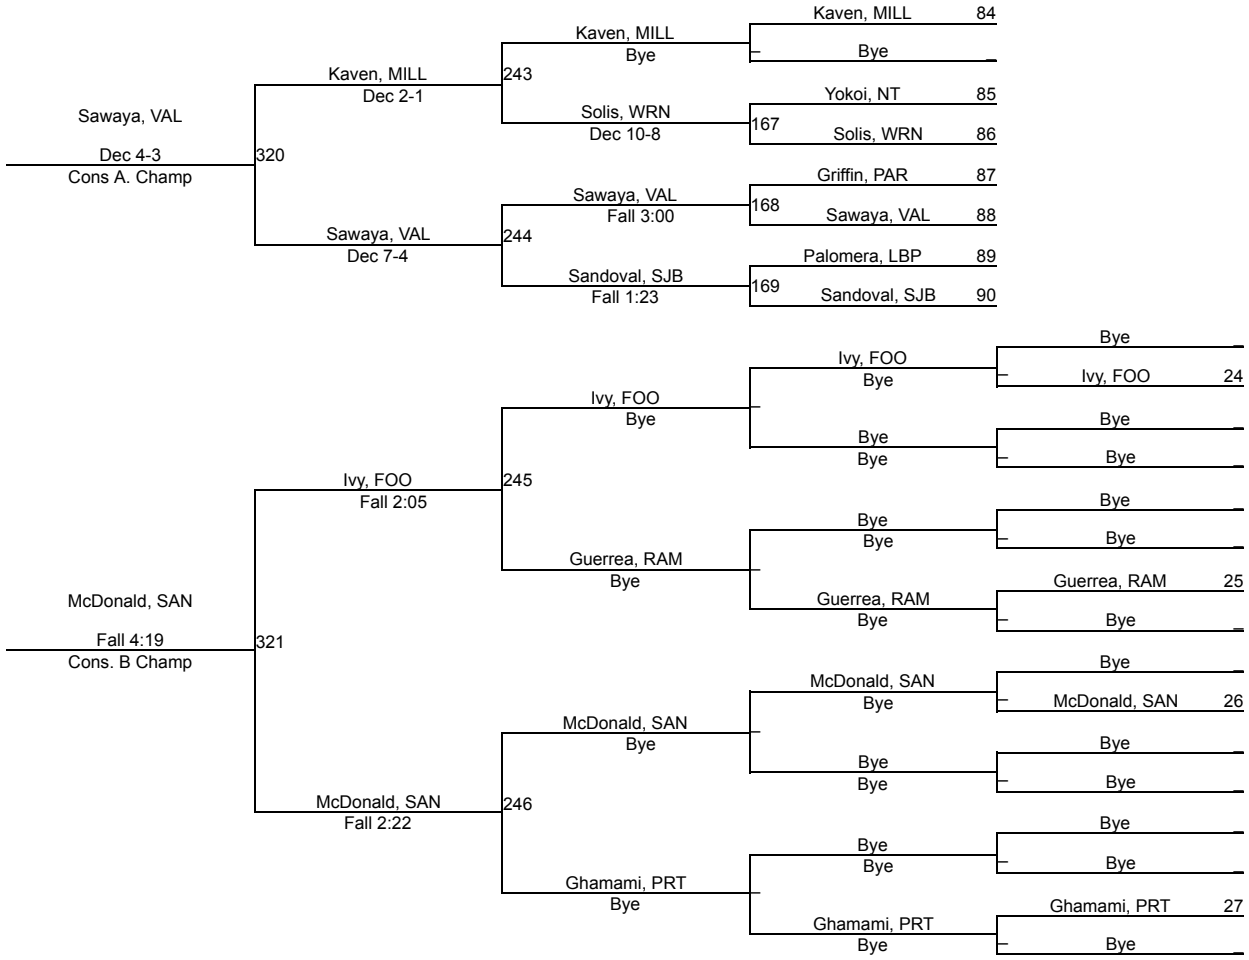 Kaven, MILL 84
Kaven, MILL
Bye
Bye _
Kaven, MILL 243
Dec 2-1
Yokoi, NT 85
Solis, WRN
Dec 10-8 167
Solis, WRN 86
Sawaya, VAL
Dec 4-3 320
Cons A. Champ
Griffin, PAR 87
Sawaya, VAL
Fall 3:00 168
Sawaya, VAL 88
Sawaya, VAL 244
Dec 7-4
Palomera, LBP 89
Sandoval, SJB
Fall 1:23 169
Sandoval, SJB 90
Bye _
Ivy, FOO
Bye
Ivy, FOO 24
Ivy, FOO
Bye
Bye _
Bye
Bye
Bye _
Ivy, FOO 245
Fall 2:05
Bye _
Bye
Bye
Bye _
Guerrea, RAM
Bye
Guerrea, RAM 25
Guerrea, RAM
Bye
Bye _
McDonald, SAN
Fall 4:19 321
Cons. B Champ
Bye _
McDonald, SAN
Bye
McDonald, SAN 26
McDonald, SAN
Bye
Bye _
Bye
Bye
Bye _
McDonald, SAN 246
Fall 2:22
Bye _
Bye
Bye
Bye _
Ghamami, PRT
Bye
Ghamami, PRT 27
Ghamami, PRT
Bye
Bye _